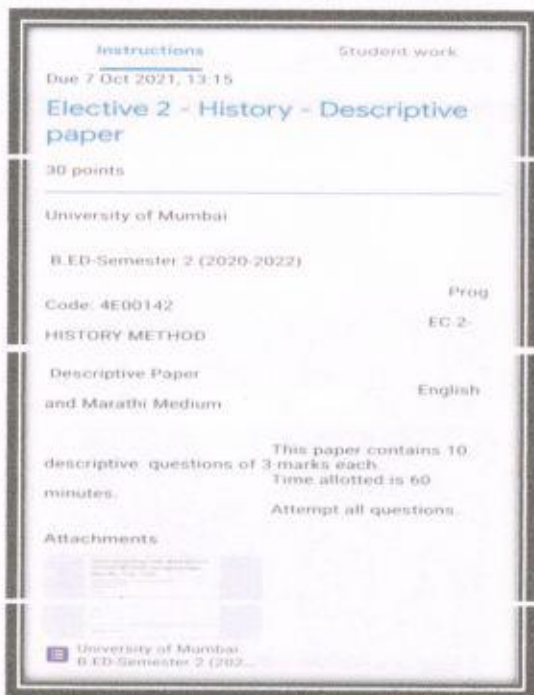 Instructions Student work
Due 7 Oct 2021, 13:15
Elective 2 - History - Descriptive
paper
30 points
University of Mumbai
B.ED-Semester 2 (2020-2022)
Prog
Code: 4E00142
EC 2-
HISTORY METHOD
Descriptive Paper
English
and Marathi Medium
This paper contains 10
descriptive questions of 3 marks each
Time allotted is 60
minutes.
Attempt all questions.
Attachments
University of Mumbai
B.ED-Semester 2 (202...